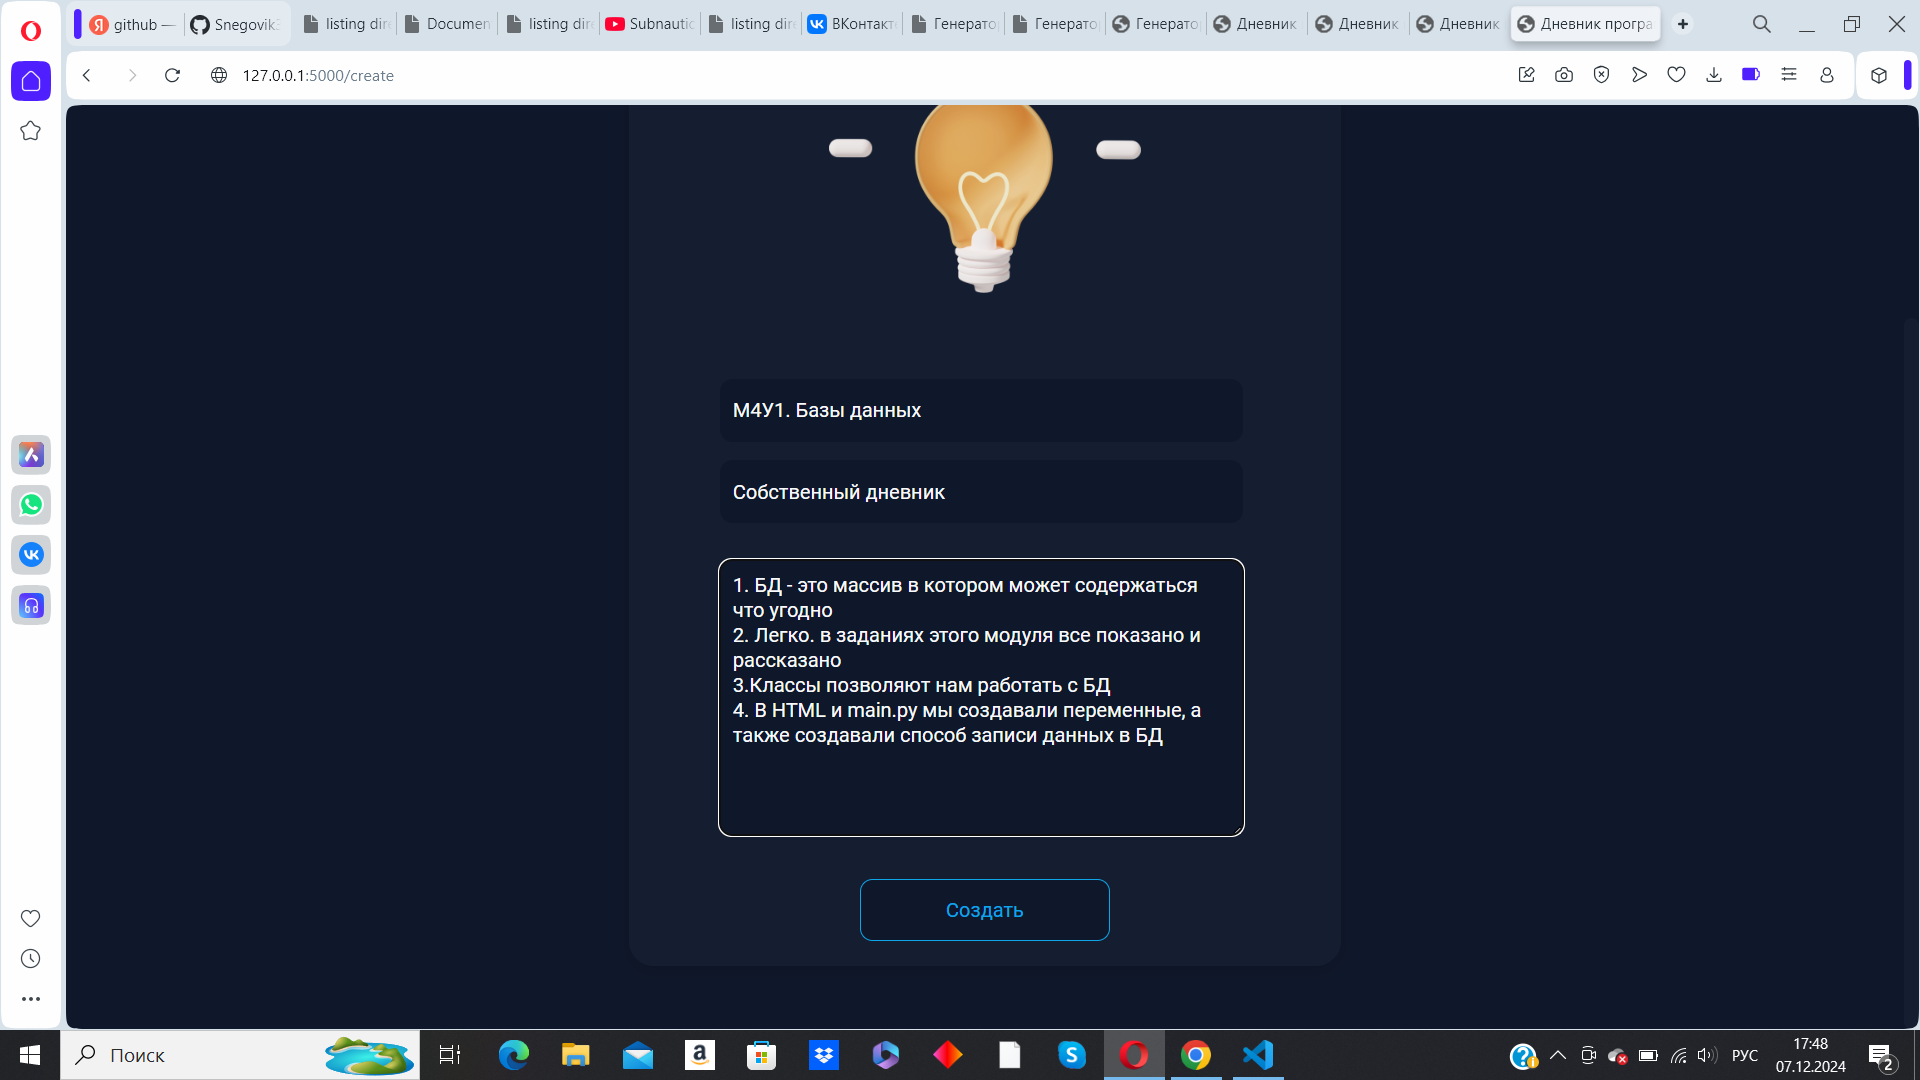 github —
Snegovik
listing dire
Documen
listing dire
Subnautic
listing dire
ВКонтакт
Генерато
Генерато
Генерато
Дневник
Дневник
Дневник
Дневник програ
127.0.0.1:5000/create
М4У1. Базы данных
Собственный дневник
1. БД - это массив в котором может содержаться
что угодно
2. Легко. в заданиях этого модуля все показано и
рассказано
3.Классы позволяют нам работать с БД
4. В HTML и main.py мы создавали переменные, а
также создавали способ записи данных в БД
Создать
Поиск
РУС
17:48
07.12.2024
2